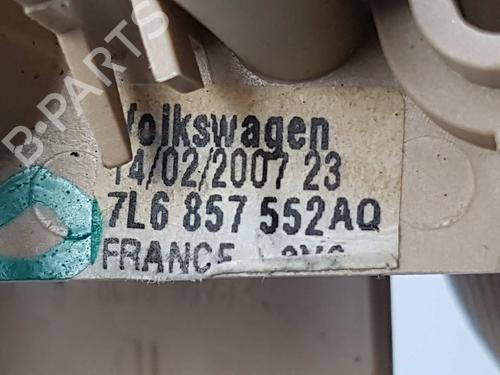 B-PARTS
Volkswagen
14/02/2007 23
7L6 857 552AQ
FRANCE